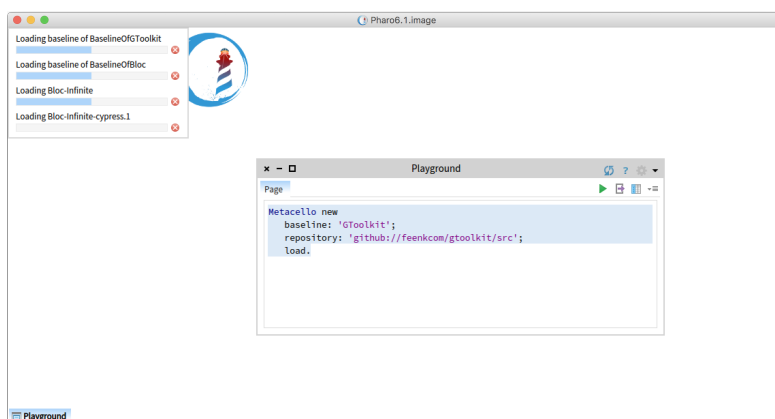 Pharo6.1.image
Loading baseline of BaselineOfGToolkit
Loading baseline of BaselineOfBloc
Loading Bloc-Infinite
Loading Bloc-Infinite-cypress.1
Playground
?
Page
Metacello new
baseline: 'GToolkit';
repository: 'github://feenkcom/gtoolkit/src';
load.
Playground